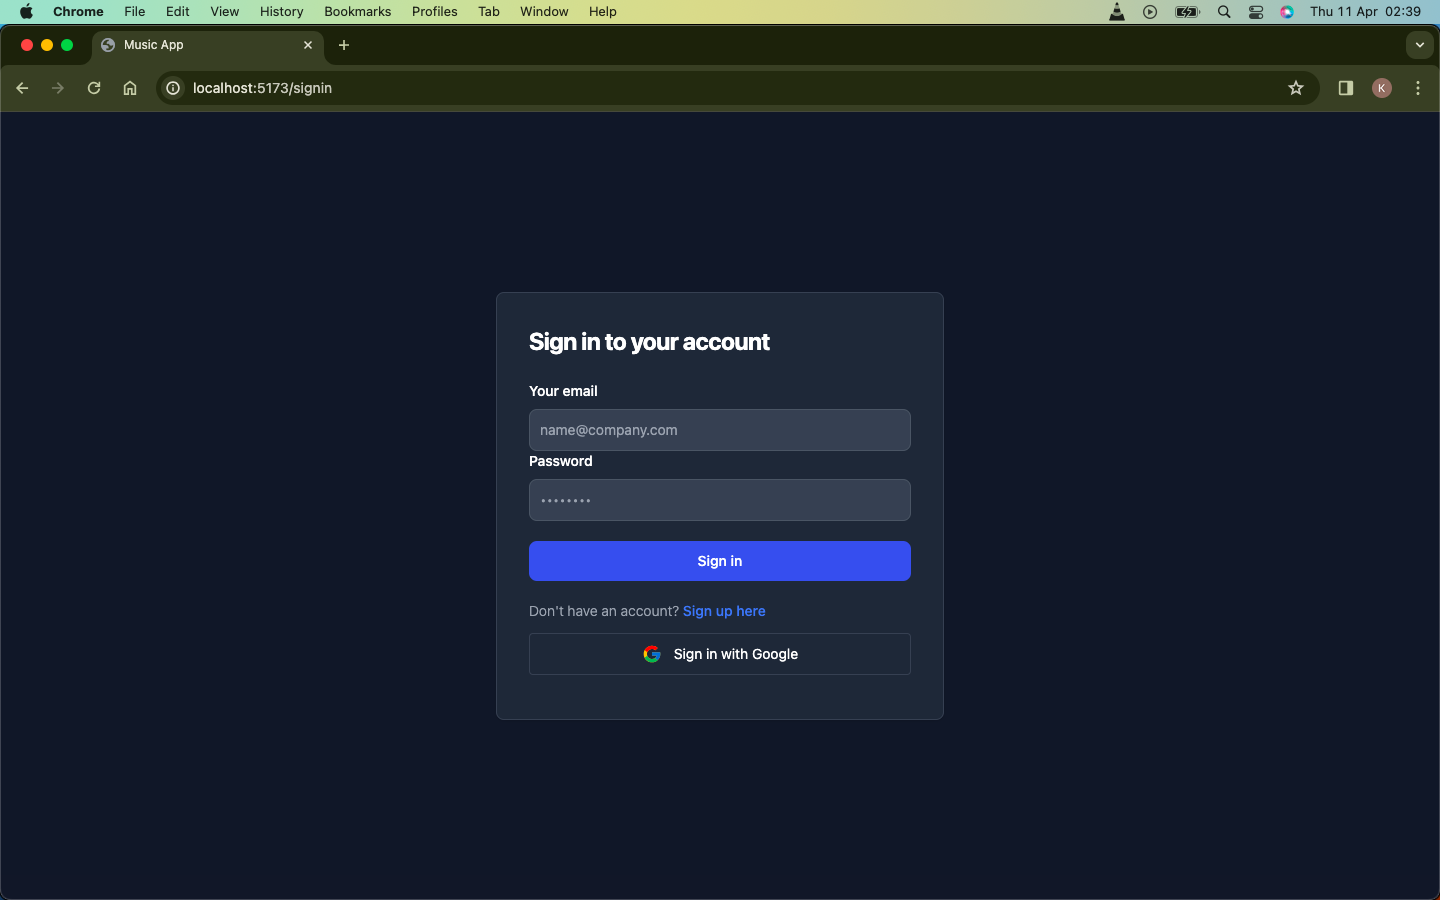 Chrome File Edit View History Bookmarks Profiles Tab Window Help Thu 11 Apr 02:39
Music App
localhost:5173/signin K
Sign in to your account
Your email
name@company.com
Password
••••••••
Sign in
Don't have an account? Sign up here
Sign in with Google